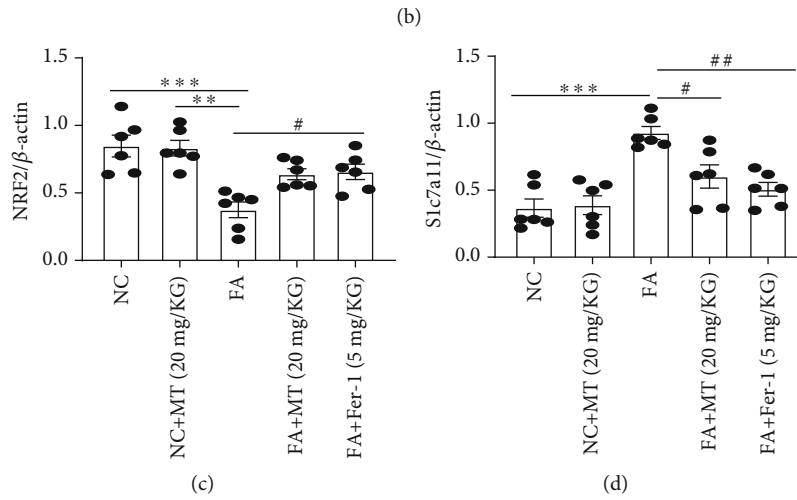 (b)
NRF2/β-actin
1.5
1.0
0.5
0.0
***
**
#
NC
NC+MT (20 mg/KG)
FA
FA+MT (20 mg/KG)
FA+Fer-1 (5 mg/KG)
(c)
S1c7a11/β-actin
1.5
1.0
0.5
0.0
***
##
#
NC
NC+MT (20 mg/KG)
FA
FA+MT (20 mg/KG)
FA+Fer-1 (5 mg/KG)
(d)